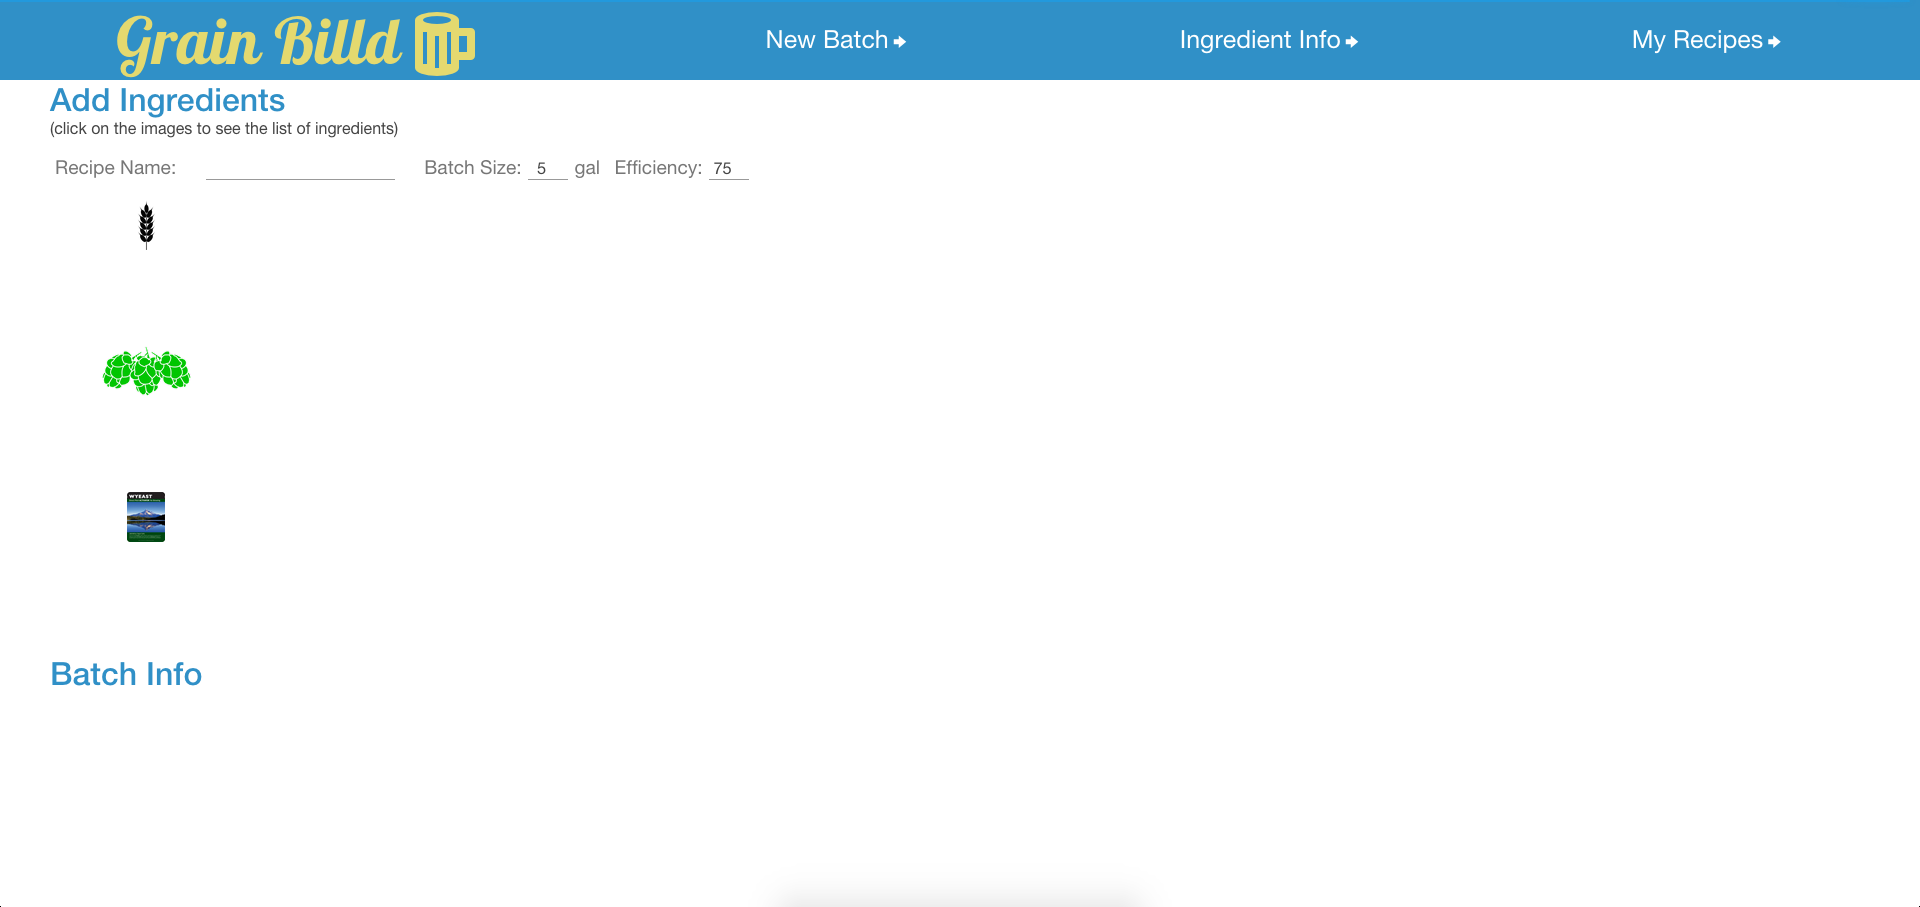 Grain Billd
New Batch
Ingredient Info
My Recipes
Add Ingredients
(click on the images to see the list of ingredients)
Recipe Name: Batch Size: 5 gal Efficiency: 75
WYEAST
Batch Info